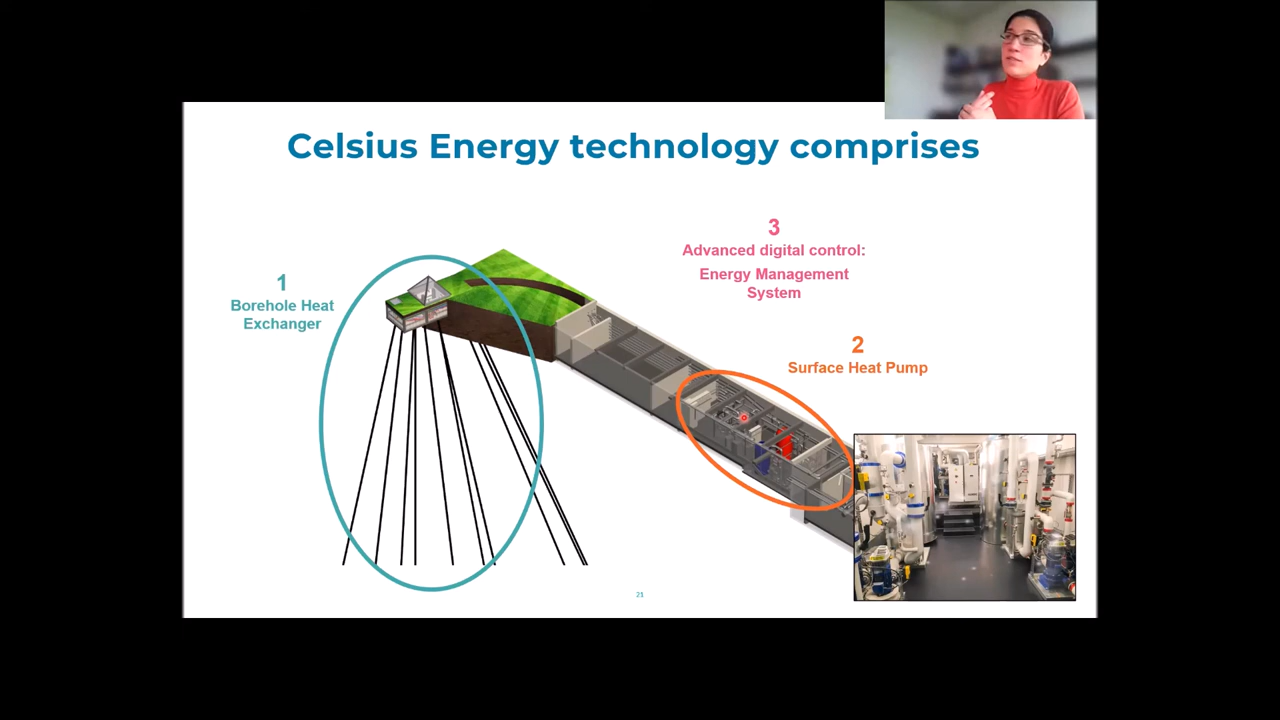 Celsius Energy technology comprises
1
Borehole Heat
Exchanger
3
Advanced digital control:
Energy Management
System
2
Surface Heat Pump
21